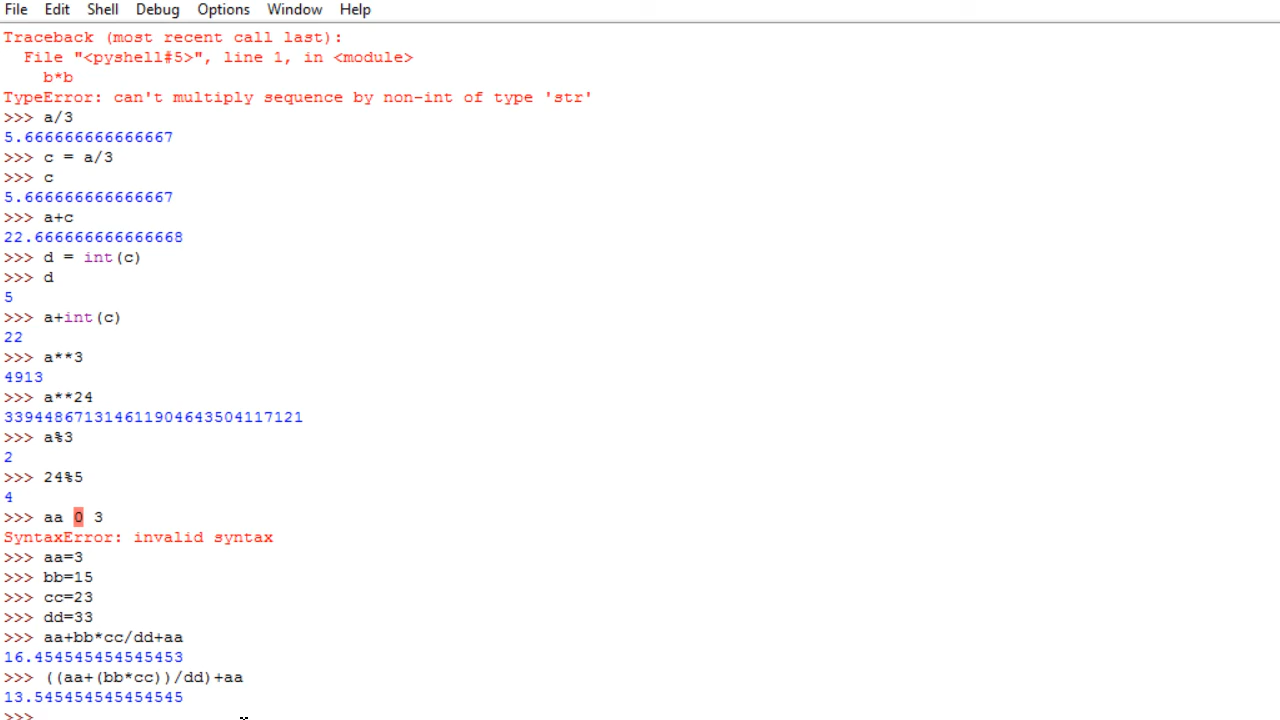 File Edit Shell Debug Options Window Help
Traceback (most recent call last):
  File "<pyshell#5>", line 1, in <module>
    b*b
TypeError: can't multiply sequence by non-int of type 'str'
>>> a/3
5.666666666666667
>>> c = a/3
>>> c
5.666666666666667
>>> a+c
22.666666666666668
>>> d = int(c)
>>> d
5
>>> a+int(c)
22
>>> a**3
4913
>>> a**24
339448671314611904643504117121
>>> a%3
2
>>> 24%5
4
>>> aa 0 3
SyntaxError: invalid syntax
>>> aa=3
>>> bb=15
>>> cc=23
>>> dd=33
>>> aa+bb*cc/dd+aa
16.454545454545453
>>> ((aa+(bb*cc))/dd)+aa
13.545454545454545
>>>